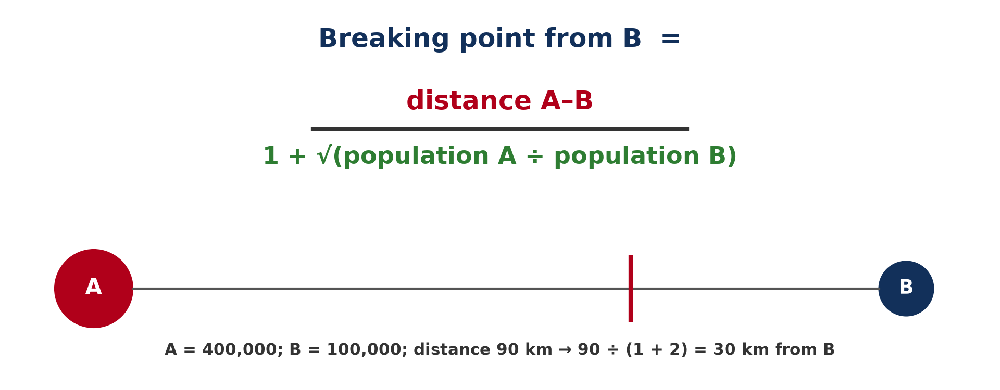 Breaking point from B =
distance A–B
1 + √(population A ÷ population B)
A
B
A = 400,000; B = 100,000; distance 90 km → 90 ÷ (1 + 2) = 30 km from B